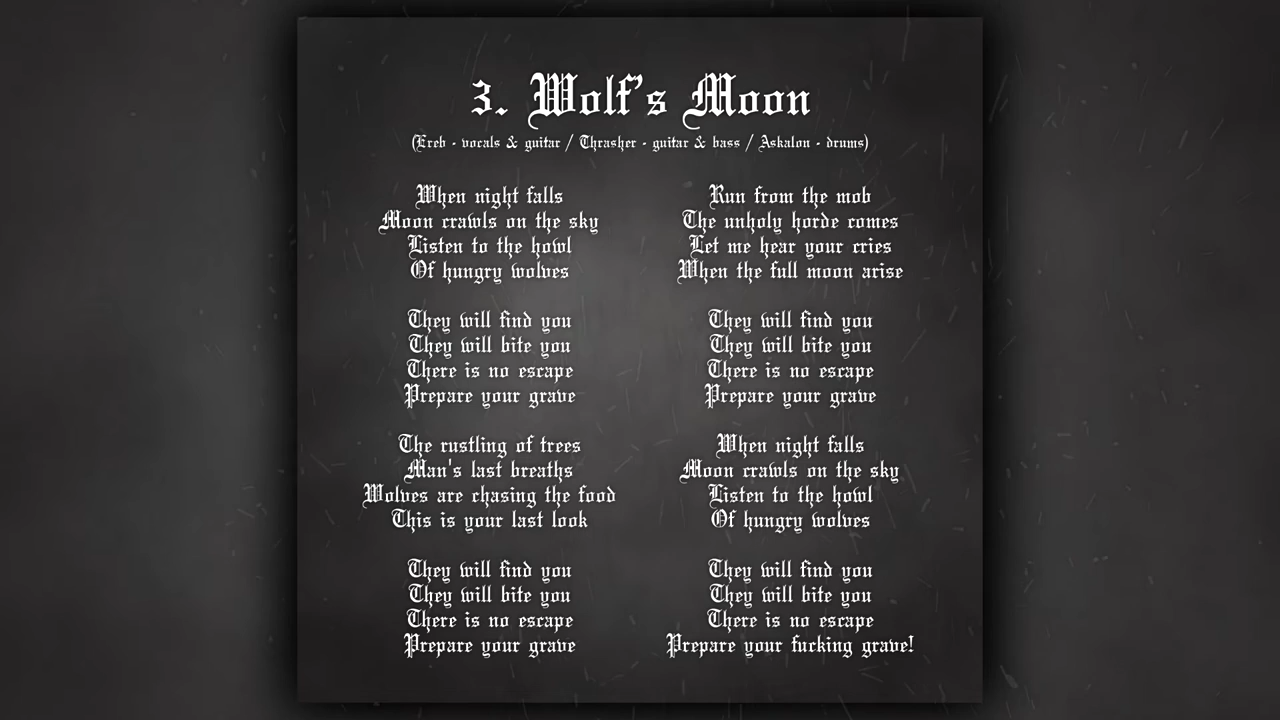 3. Wolf's Moon
(Ereb - vocals & guitar / Thrasher - guitar & bass / Askalon - drums)
When night falls
Moon crawls on the sky
Listen to the howl
Of hungry wolves
They will find you
They will bite you
There is no escape
Prepare your grave
The rustling of trees
Man's last breaths
Wolves are chasing the food
This is your last look
They will find you
They will bite you
There is no escape
Prepare your grave
Run from the mob
The unholy horde comes
Let me hear your cries
When the full moon arise
They will find you
They will bite you
There is no escape
Prepare your grave
When night falls
Moon crawls on the sky
Listen to the howl
Of hungry wolves
They will find you
They will bite you
There is no escape
Prepare your fucking grave!